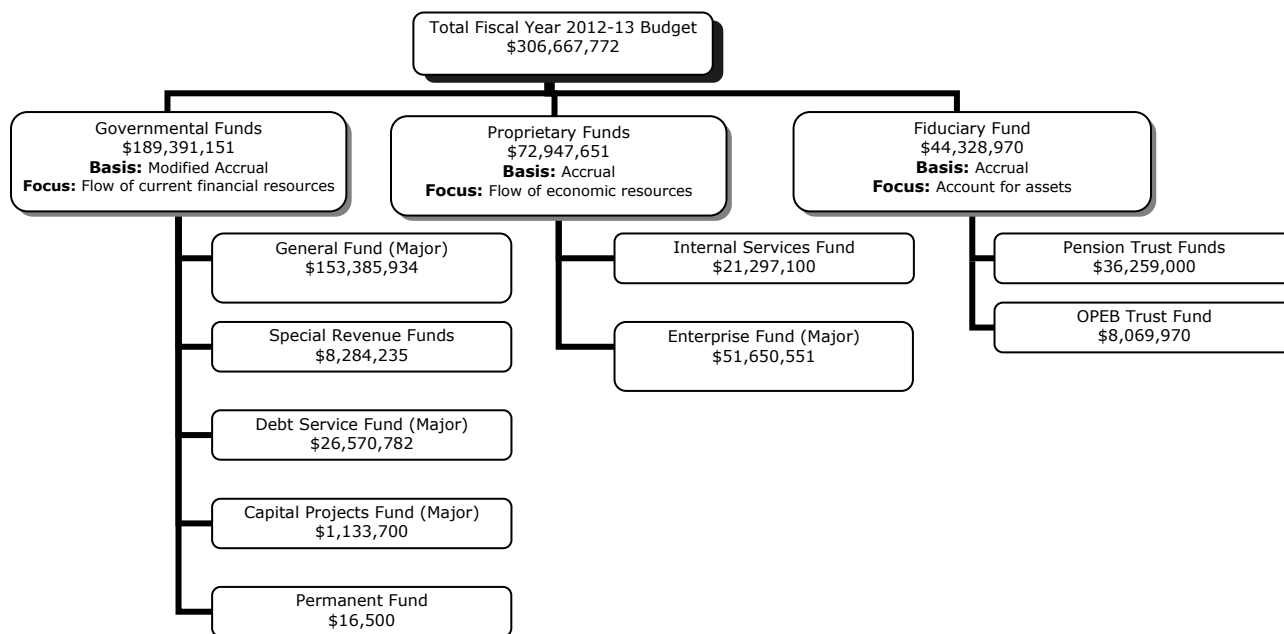 Total Fiscal Year 2012-13 Budget
$306,667,772
Governmental Funds
$189,391,151
Basis: Modified Accrual
Focus: Flow of current financial resources
Proprietary Funds
$72,947,651
Basis: Accrual
Focus: Flow of economic resources
Fiduciary Fund
$44,328,970
Basis: Accrual
Focus: Account for assets
General Fund (Major)
$153,385,934
Special Revenue Funds
$8,284,235
Debt Service Fund (Major)
$26,570,782
Capital Projects Fund (Major)
$1,133,700
Permanent Fund
$16,500
Internal Services Fund
$21,297,100
Enterprise Fund (Major)
$51,650,551
Pension Trust Funds
$36,259,000
OPEB Trust Fund
$8,069,970